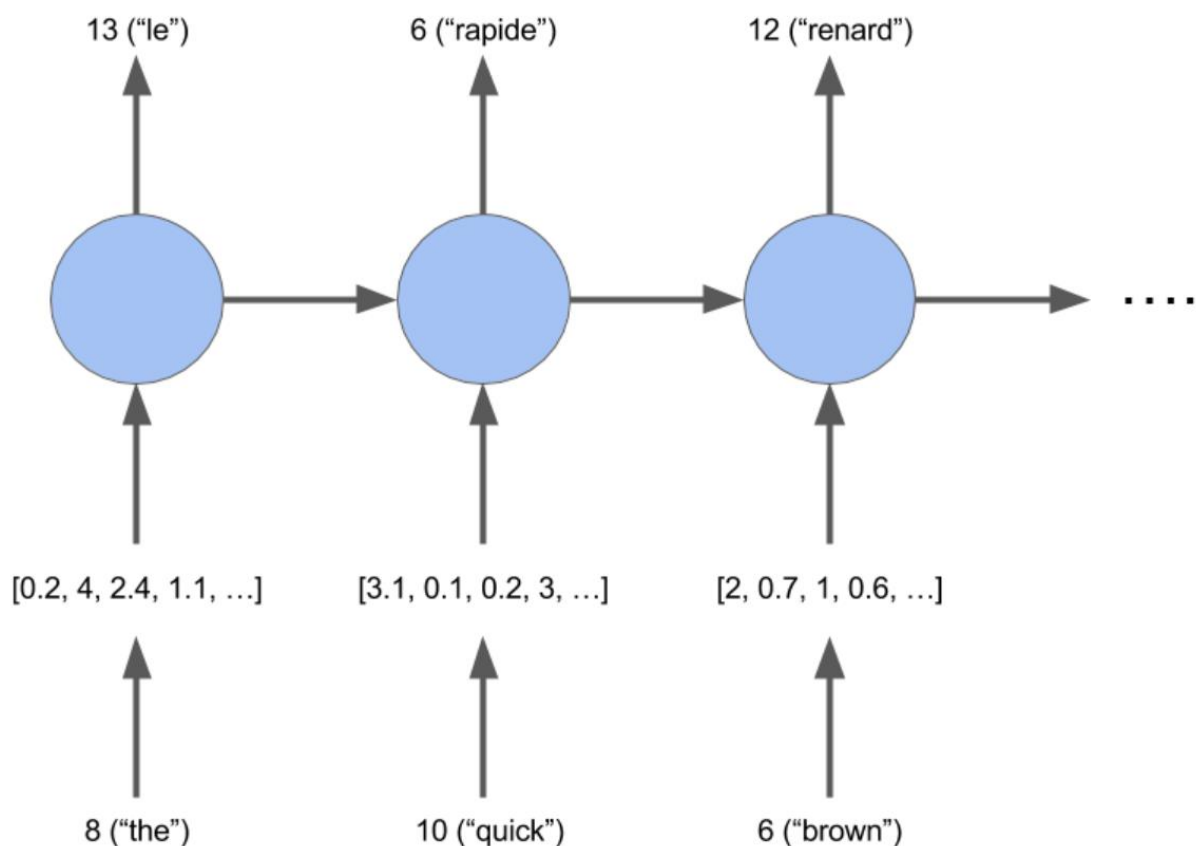 13 (“le”) 6 (“rapide”) 12 (“renard”)
....
[0.2, 4, 2.4, 1.1, …] [3.1, 0.1, 0.2, 3, …] [2, 0.7, 1, 0.6, …]
8 (“the”) 10 (“quick”) 6 (“brown”)